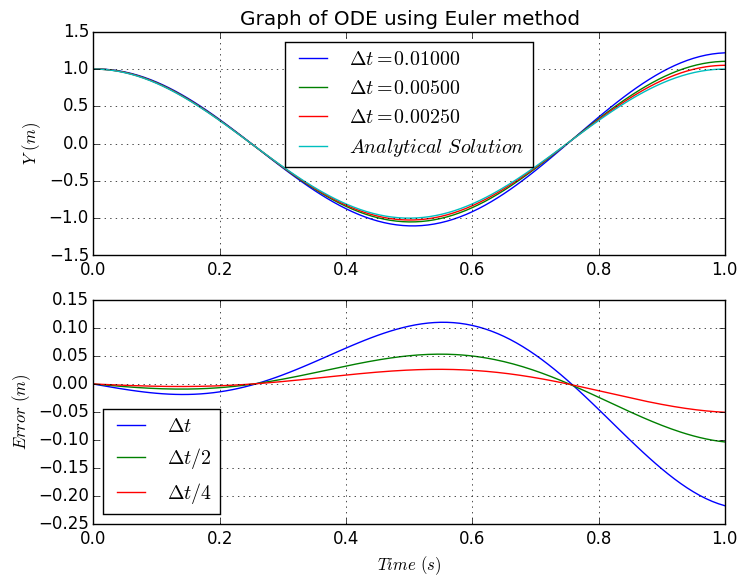 Graph of ODE using Euler method
1.5
1.0
0.5
0.0
−0.5
−1.0
−1.5
Y (m)
Δt = 0.01000
Δt = 0.00500
Δt = 0.00250
Analytical Solution
0.0 0.2 0.4 0.6 0.8 1.0
0.15
0.10
0.05
0.00
−0.05
−0.10
−0.15
−0.20
−0.25
Error (m)
Δt
Δt/2
Δt/4
0.0 0.2 0.4 0.6 0.8 1.0
Time (s)